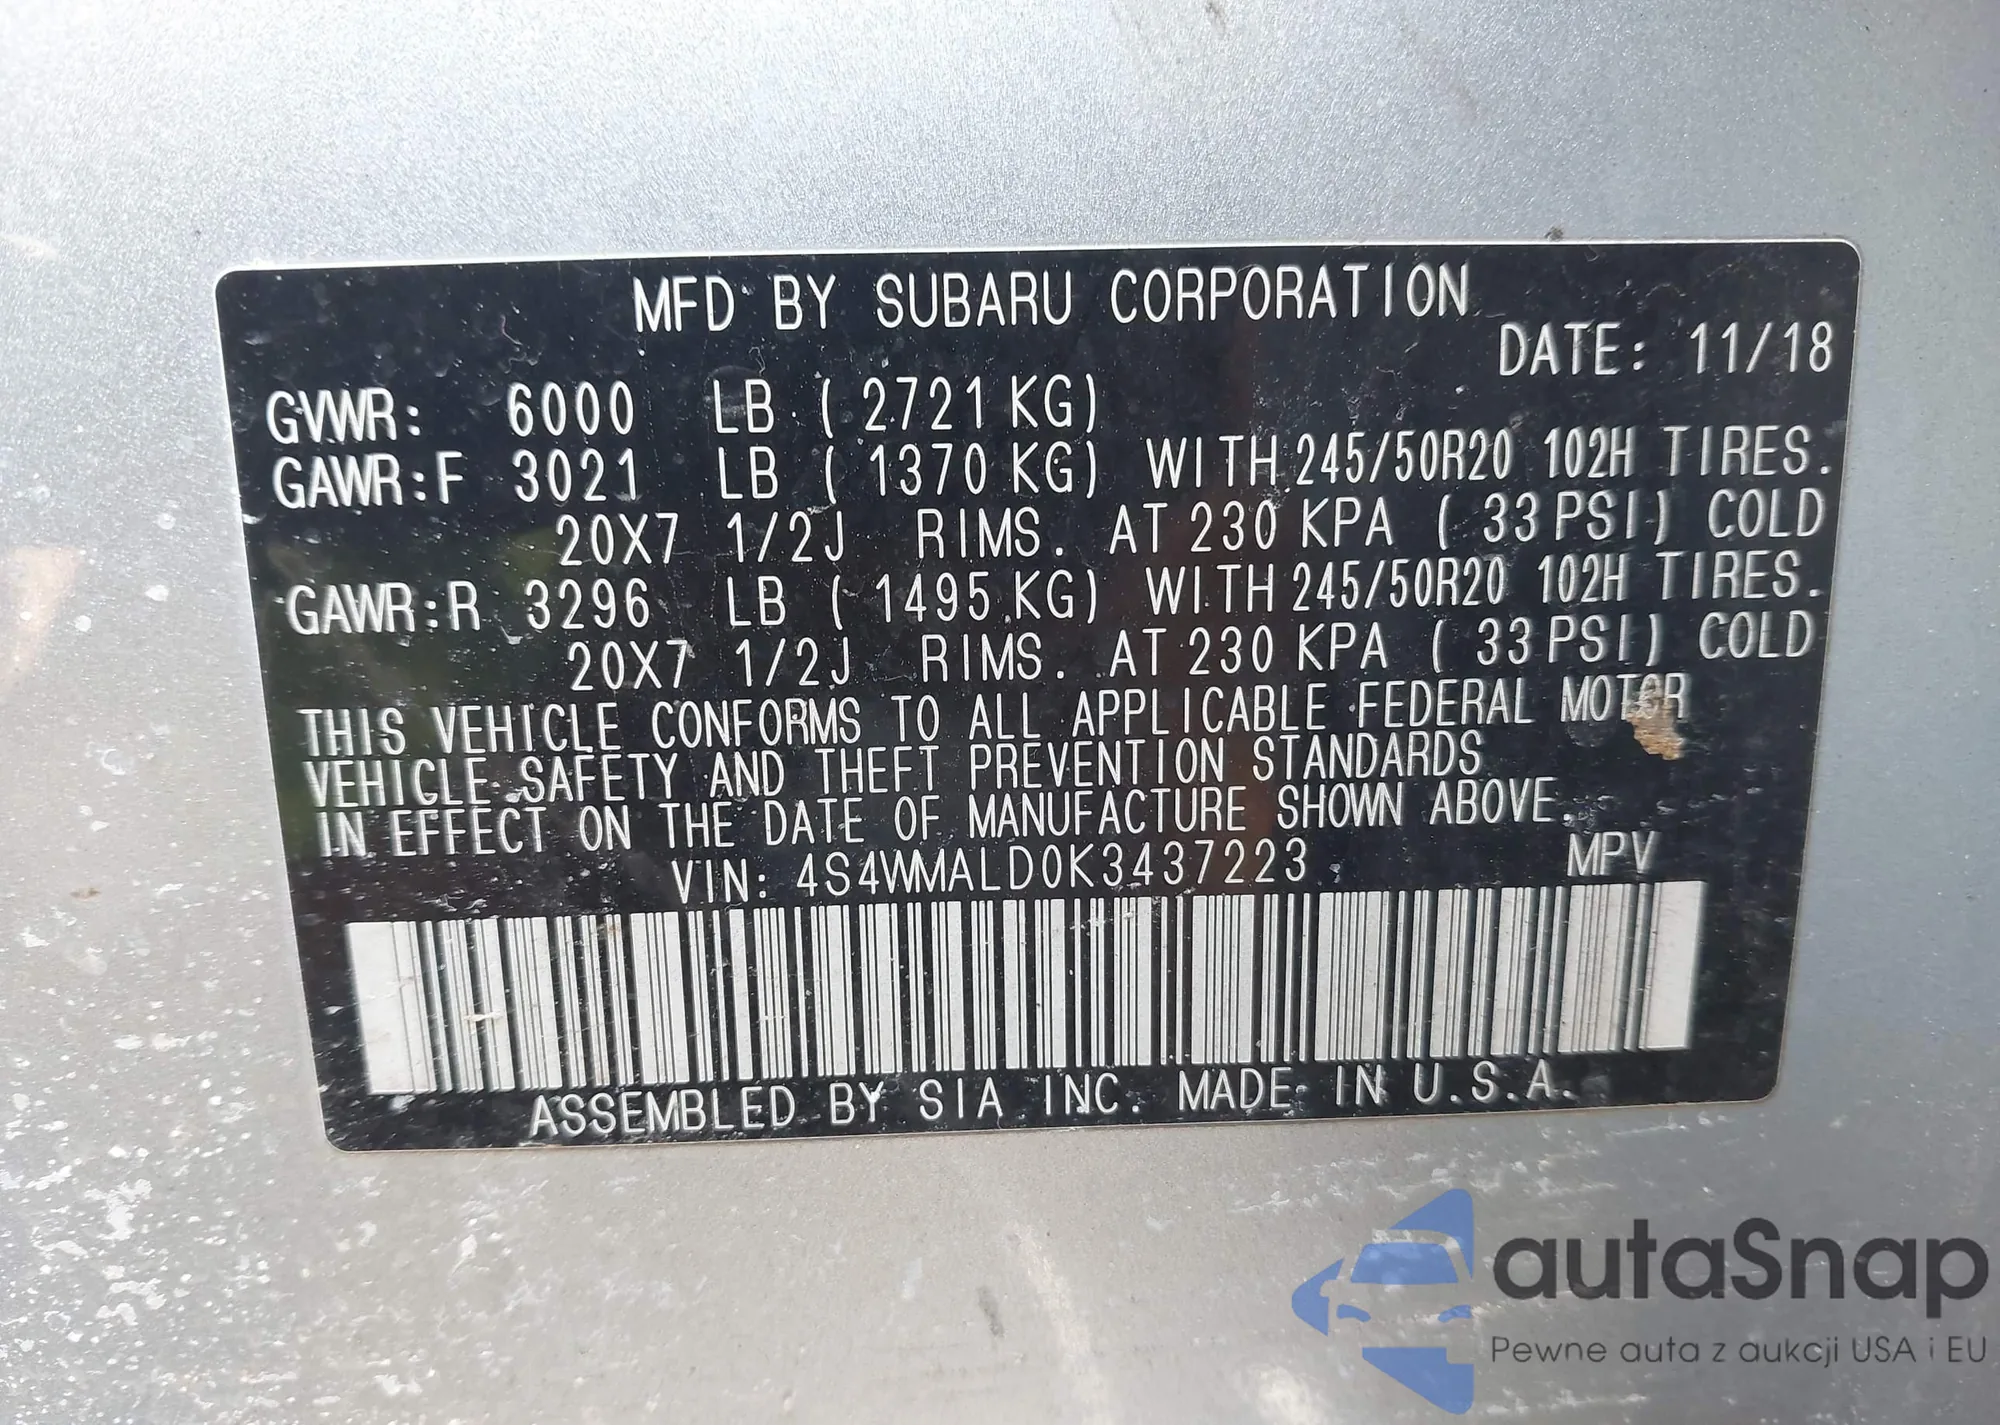 MFD BY SUBARU CORPORATION
DATE: 11/18
GVWR: 6000 LB (2721 KG)
GAWR:F 3021 LB (1370 KG) WITH 245/50R20 102H TIRES.
20X7 1/2J RIMS. AT 230 KPA (33 PSI) COLD
GAWR:R 3296 LB (1495 KG) WITH 245/50R20 102H TIRES.
20X7 1/2J RIMS. AT 230 KPA (33 PSI) COLD
THIS VEHICLE CONFORMS TO ALL APPLICABLE FEDERAL MOTOR
VEHICLE SAFETY AND THEFT PREVENTION STANDARDS
IN EFFECT ON THE DATE OF MANUFACTURE SHOWN ABOVE.
VIN: 4S4WMALD0K3437223 MPV
ASSEMBLED BY SIA INC. MADE IN U.S.A.
autaSnap
Pewne auta z aukcji USA i EU